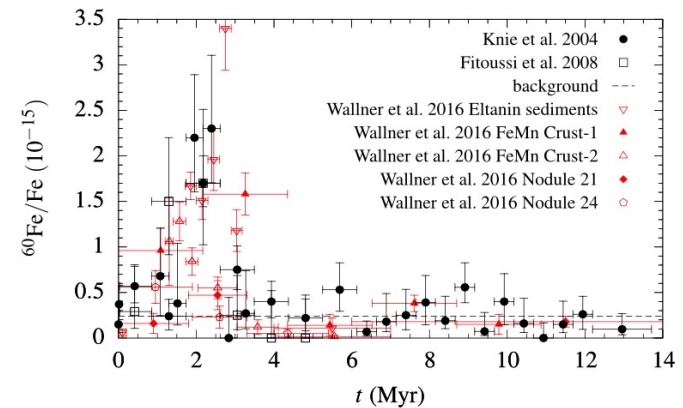 3.5
3
2.5
2
1.5
1
0.5
0
⁶⁰Fe/Fe (10⁻¹⁵)
Knie et al. 2004
Fitoussi et al. 2008
background
Wallner et al. 2016 Eltanin sediments
Wallner et al. 2016 FeMn Crust-1
Wallner et al. 2016 FeMn Crust-2
Wallner et al. 2016 Nodule 21
Wallner et al. 2016 Nodule 24
0 2 4 6 8 10 12 14
t (Myr)